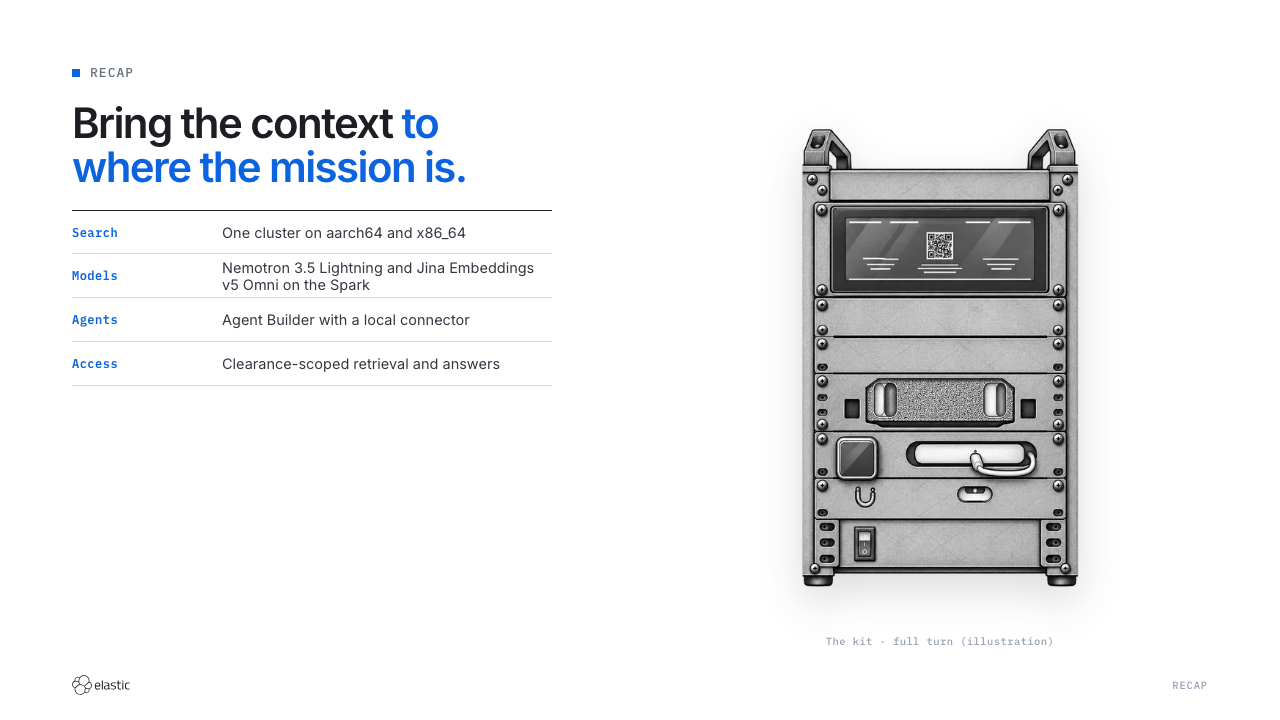 RECAP
Bring the context to
where the mission is.
Search One cluster on aarch64 and x86_64
Models Nemotron 3.5 Lightning and Jina Embeddings
v5 Omni on the Spark
Agents Agent Builder with a local connector
Access Clearance-scoped retrieval and answers
The kit · full turn (illustration)
elastic
RECAP